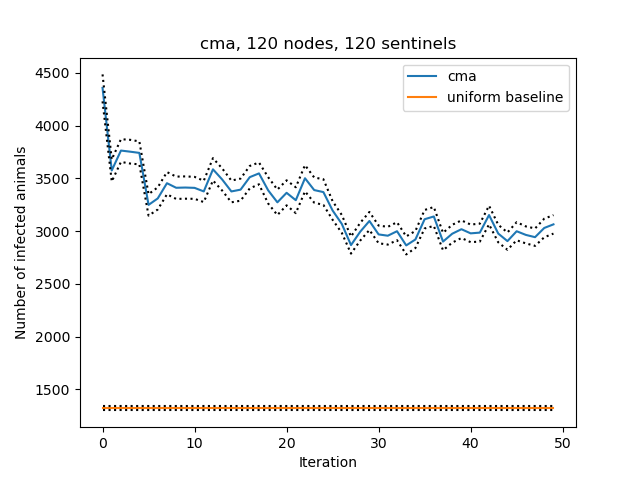 cma, 120 nodes, 120 sentinels
cma
uniform baseline
Number of infected animals
4500
4000
3500
3000
2500
2000
1500
0
10
20
30
40
50
Iteration